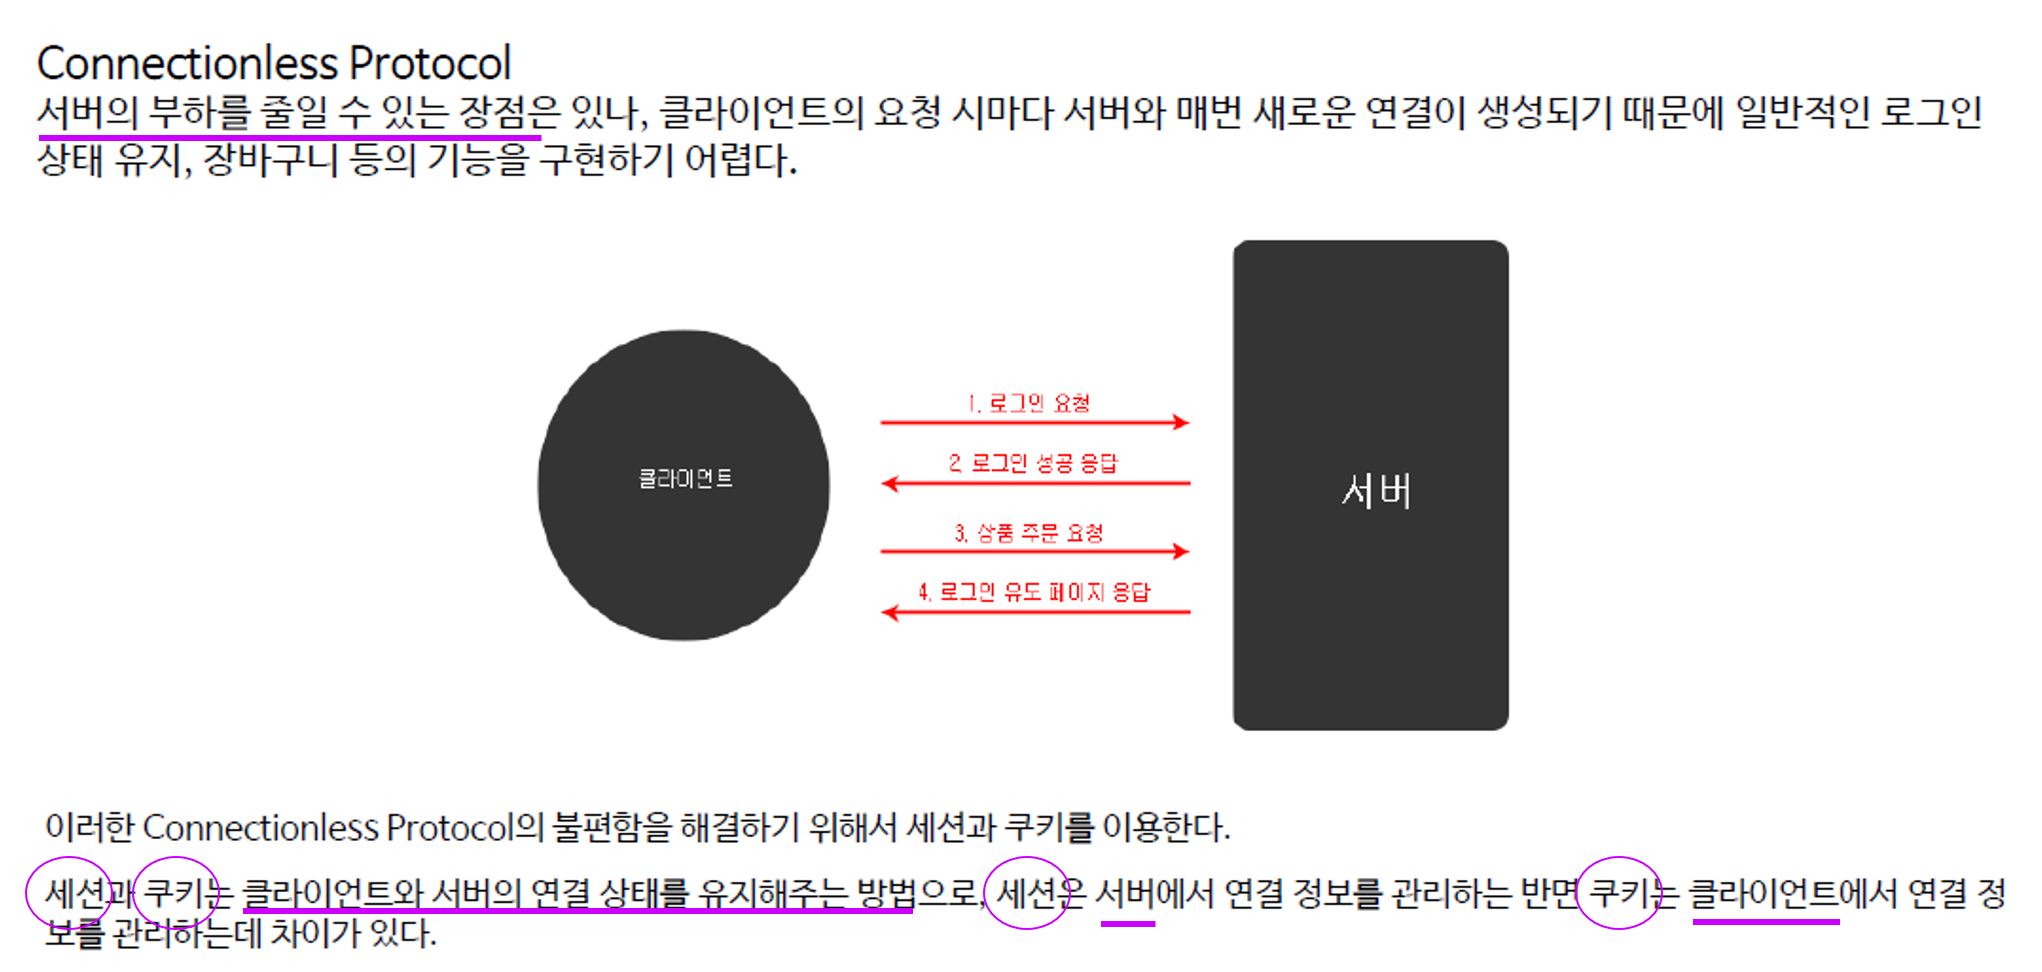 Connectionless Protocol
서버의 부하를 줄일 수 있는 장점은 있나, 클라이언트의 요청 시마다 서버와 매번 새로운 연결이 생성되기 때문에 일반적인 로그인
상태 유지, 장바구니 등의 기능을 구현하기 어렵다.
1. 로그인 요청
2. 로그인 성공 응답
클라이언트
서버
3. 상품 주문 요청
4. 로그인 유도 페이지 응답
이러한 Connectionless Protocol의 불편함을 해결하기 위해서 세션과 쿠키를 이용한다.
세션과 쿠키는 클라이언트와 서버의 연결 상태를 유지해주는 방법으로, 세션은 서버에서 연결 정보를 관리하는 반면 쿠키는 클라이언트에서 연결 정
보를 관리하는데 차이가 있다.